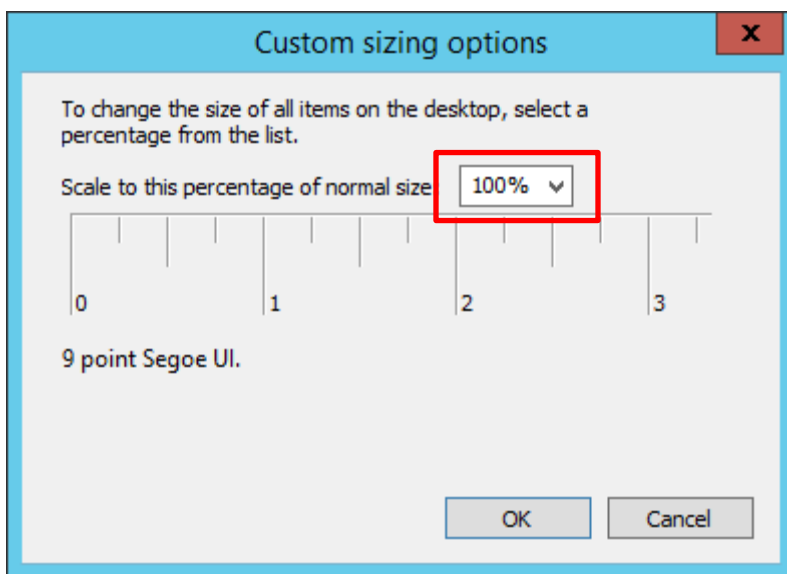 Custom sizing options
x
To change the size of all items on the desktop, select a
percentage from the list.
Scale to this percentage of normal size 100%
0 1 2 3
9 point Segoe UI.
OK Cancel